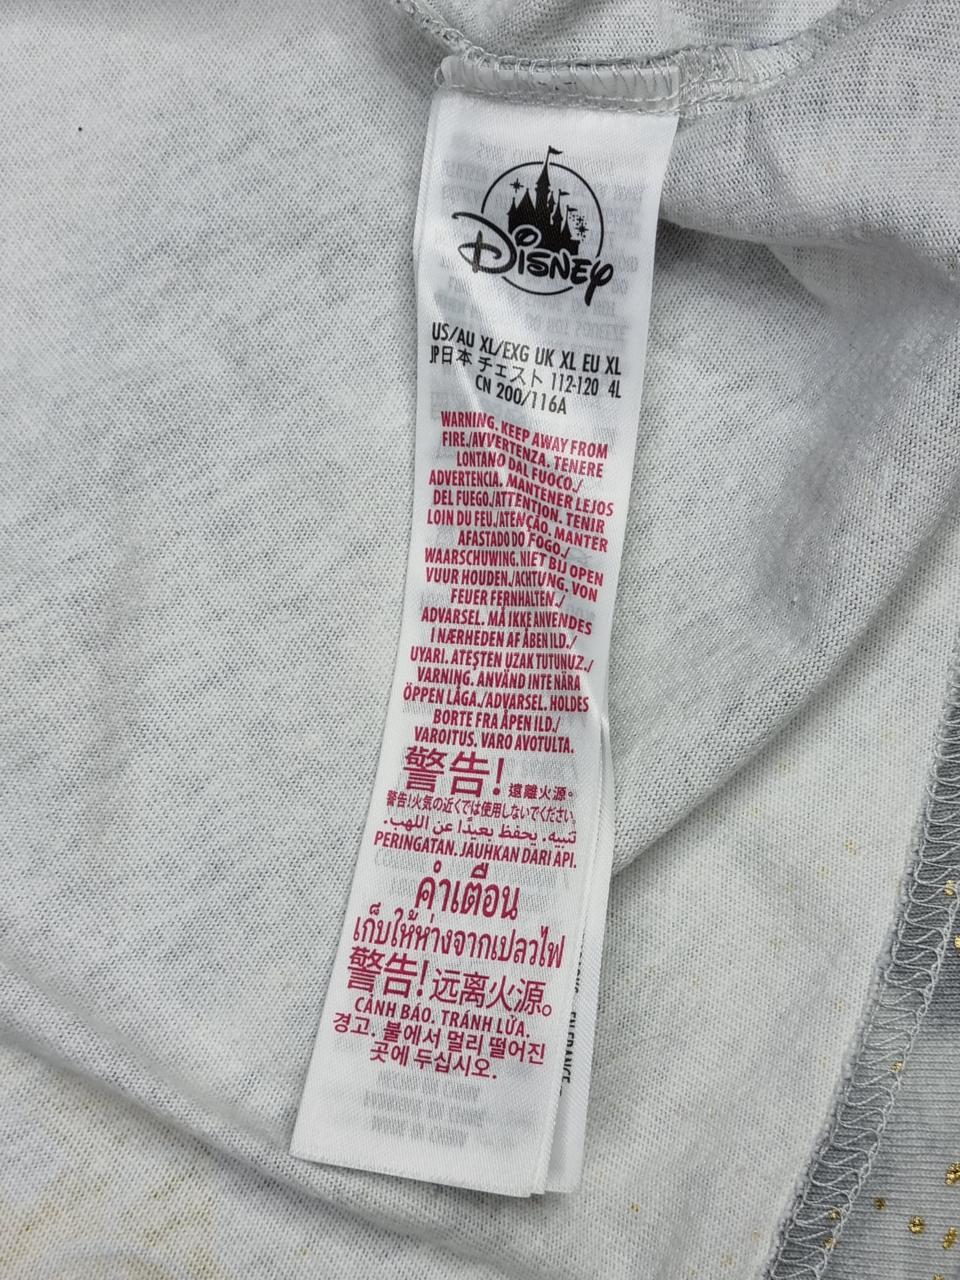 Disney
US/AU XL/EXG UK XL EU XL
JP日本 チェスト 112-120 4L
CN 200/116A
WARNING. KEEP AWAY FROM
FIRE./AVVERTENZA. TENERE
LONTANO DAL FUOCO./
ADVERTENCIA. MANTENER LEJOS
DEL FUEGO./ATTENTION. TENIR
LOIN DU FEU./ATENÇÃO. MANTER
AFASTADO DO FOGO./
WAARSCHUWING. NIET BIJ OPEN
VUUR HOUDEN./ACHTUNG. VON
FEUER FERNHALTEN./
ADVARSEL. MÅ IKKE ANVENDES
I NÆRHEDEN AF ÅBEN ILD./
UYARI. ATEŞTEN UZAK TUTUNUZ./
VARNING. ANVÄND INTE NÄRA
ÖPPEN LÅGA./ADVARSEL. HOLDES
BORTE FRA ÅPEN ILD./
VAROITUS. VARO AVOTULTA.
警告! 遠離火源。
警告!火気の近くでは使用しないでください。
تنبيه. يحفظ بعيدًا عن اللهب.
PERINGATAN. JAUHKAN DARI API.
คำเตือน
เก็บให้ห่างจากเปลวไฟ
警告! 远离火源。
CẢNH BÁO. TRÁNH LỬA.
경고. 불에서 멀리 떨어진
곳에 두십시오.